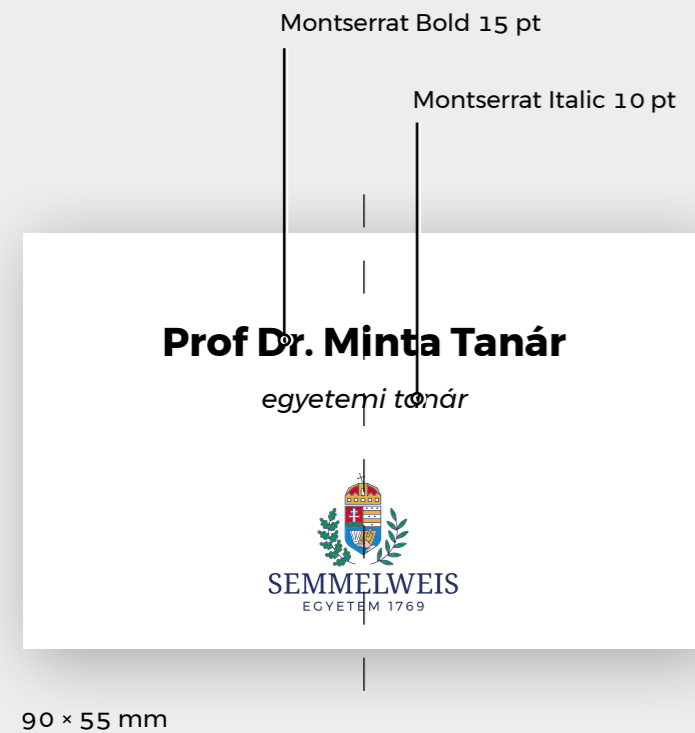 Montserrat Bold 15 pt
Montserrat Italic 10 pt
Prof Dr. Minta Tanár
egyetemi tanár
SEMMELWEIS
EGYETEM 1769
90 × 55 mm